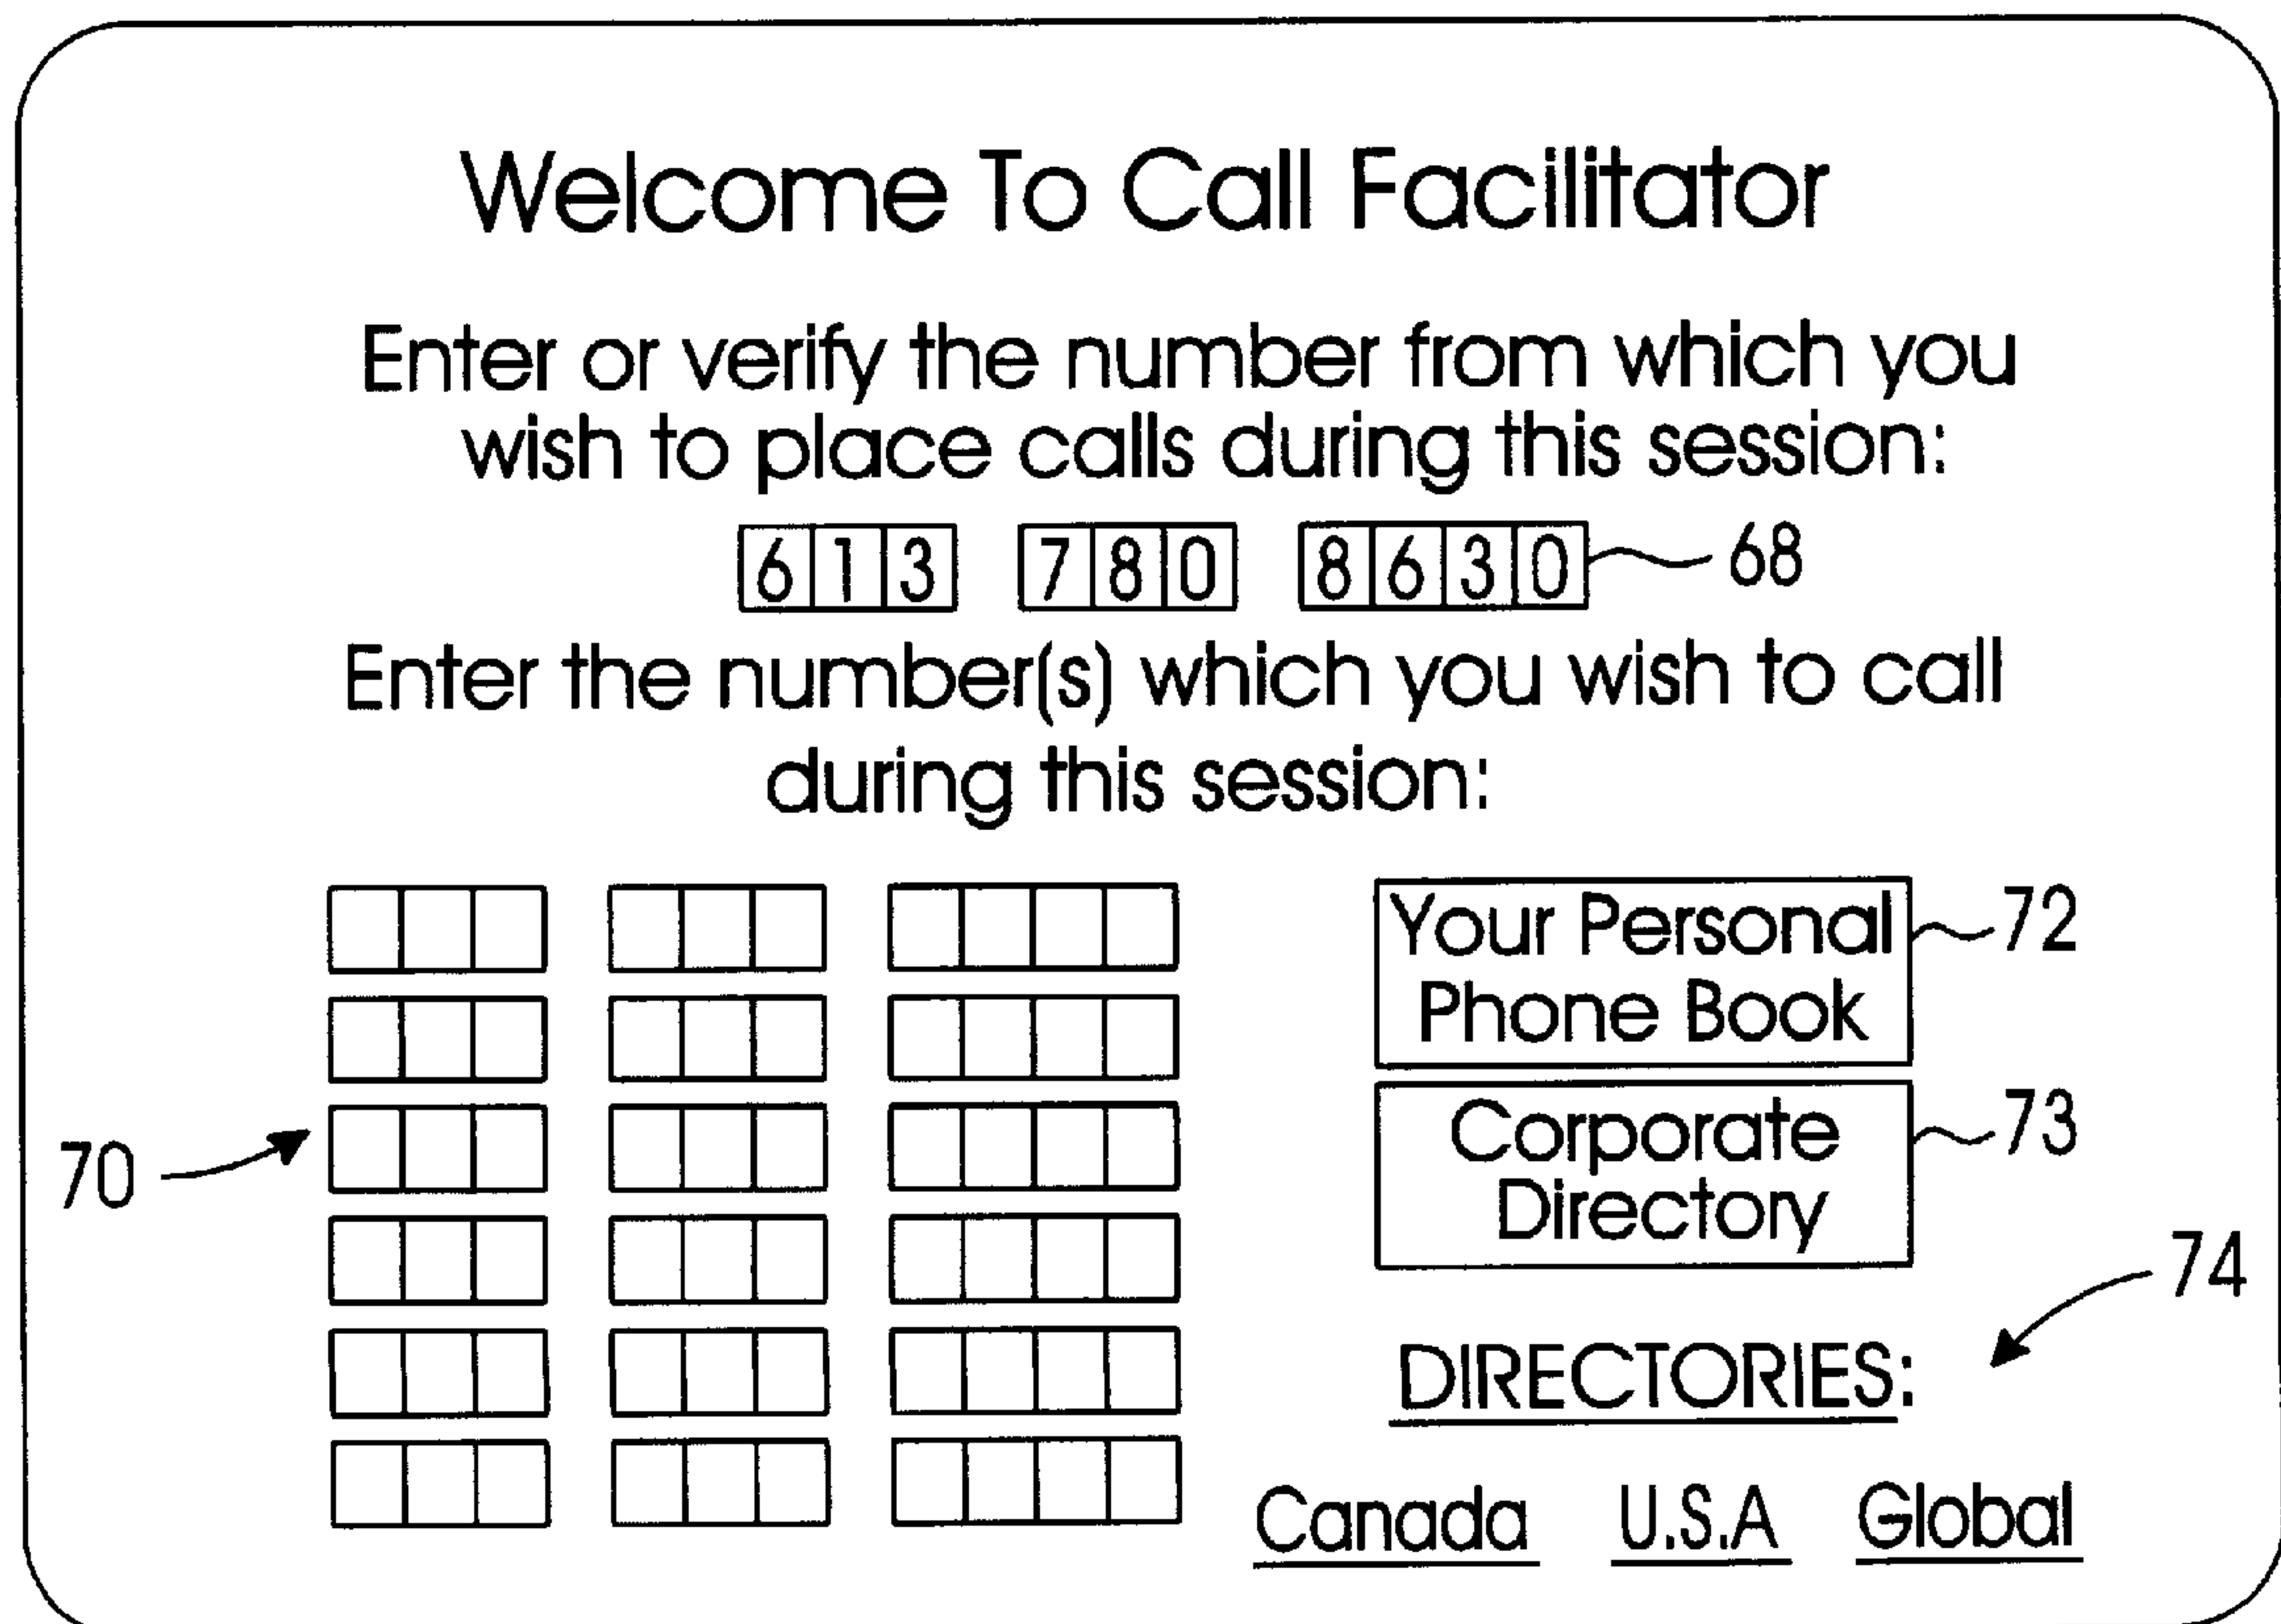 Welcome To Call Facilitator
Enter or verify the number from which you
wish to place calls during this session:
613 780 8630 68
Enter the number(s) which you wish to call
during this session:
Your Personal 72
Phone Book
Corporate 73
Directory
70
74
DIRECTORIES:
Canada U.S.A Global